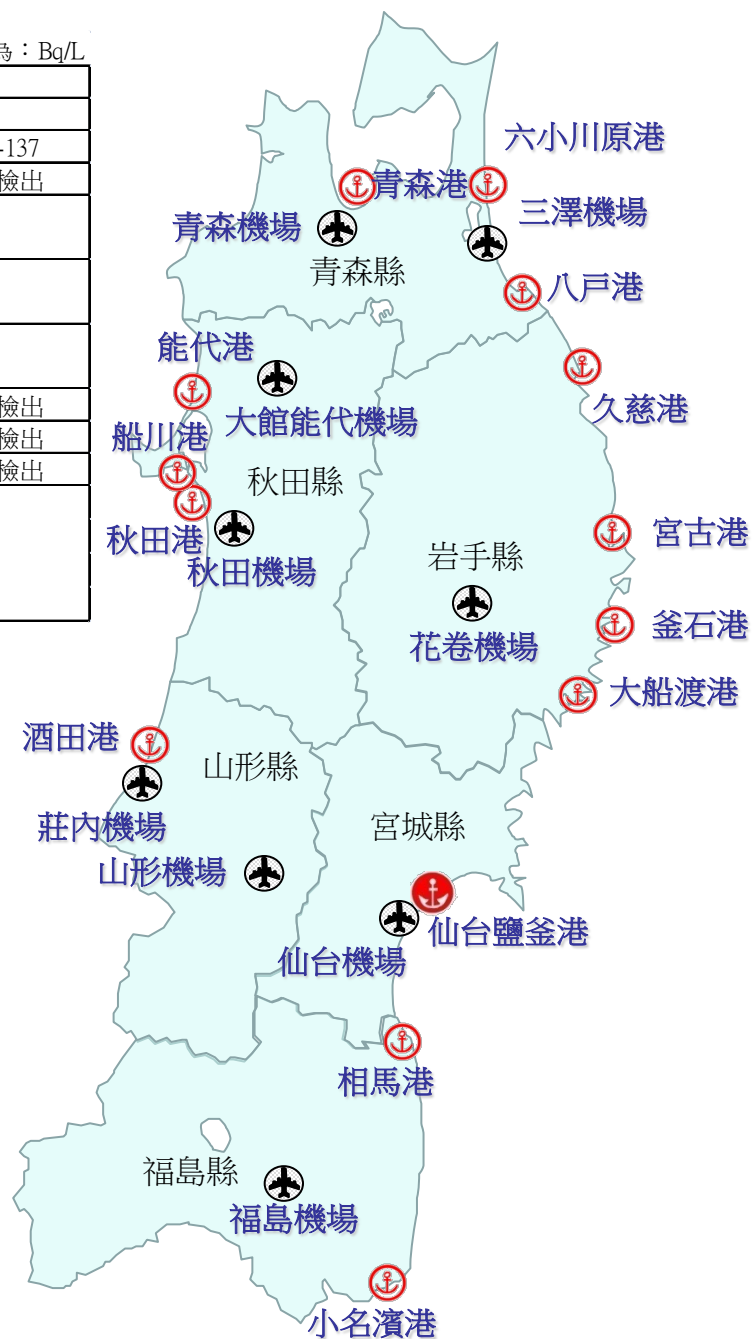 為：Bq/L
-137
檢出
檢出
檢出
檢出
六小川原港
青森港
三澤機場
青森機場
青森縣
八戶港
能代港
久慈港
大館能代機場
船川港
秋田縣
宮古港
秋田港
岩手縣
秋田機場
釜石港
花卷機場
大船渡港
酒田港
山形縣
莊內機場
宮城縣
山形機場
仙台鹽釜港
仙台機場
相馬港
福島縣
福島機場
小名濱港